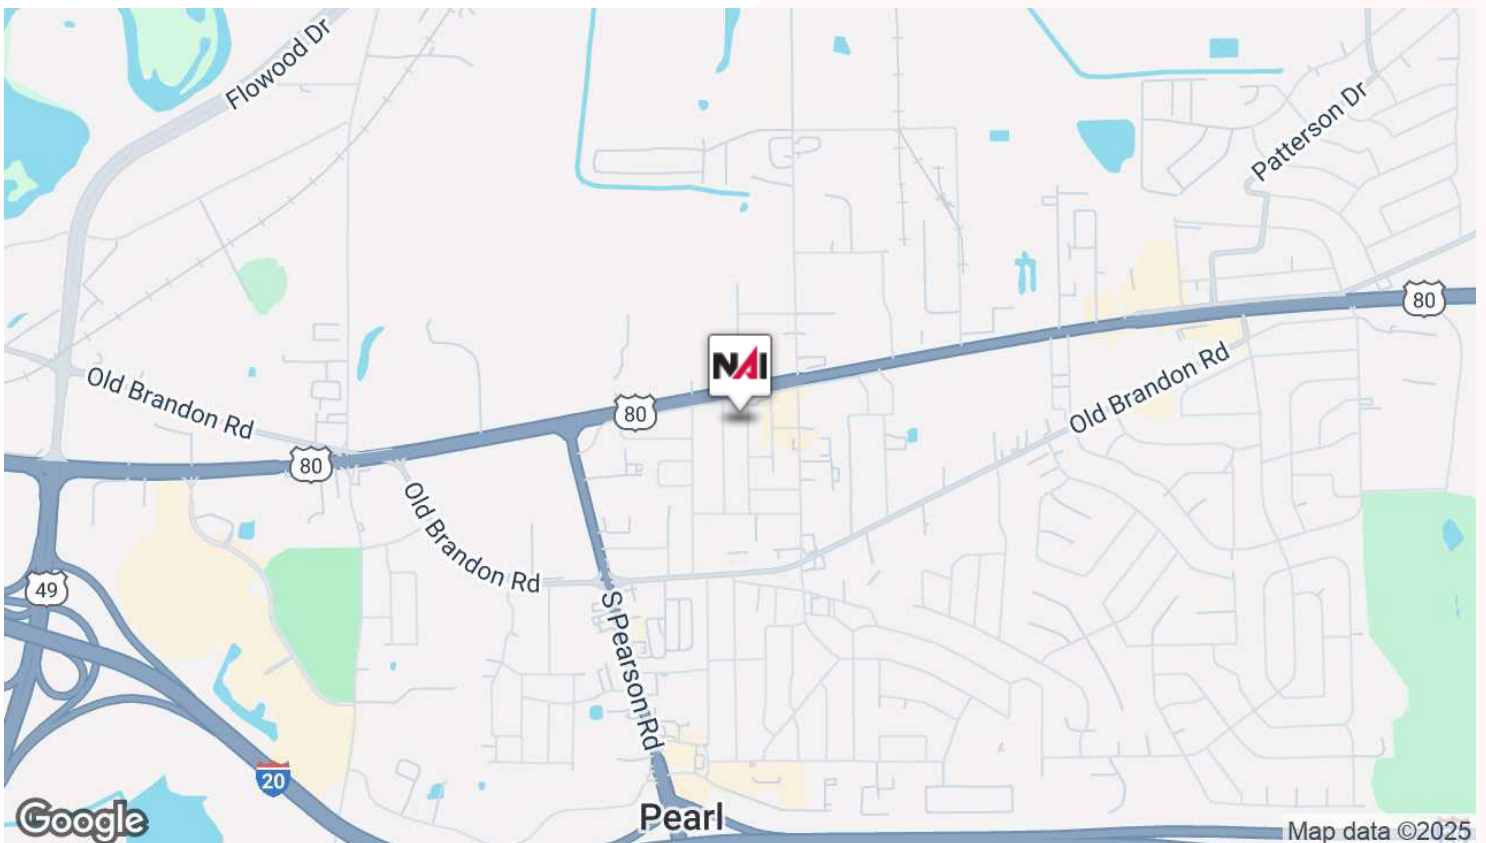 Flowood Dr
Patterson Dr
80
NAI
Old Brandon Rd
80
Old Brandon Rd
80
Old Brandon Rd
49
S Pearson Rd
20
Pearl
Google
Map data ©2025